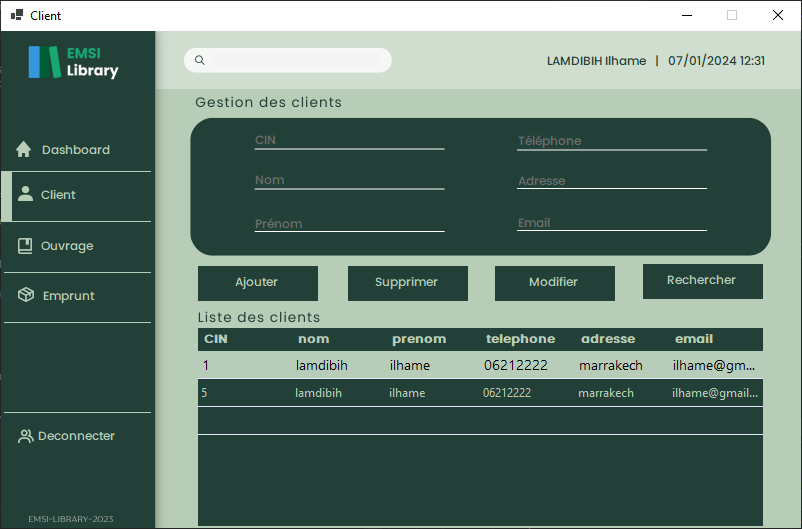 Client
EMSI
Library
LAMDIBIH Ilhame | 07/01/2024 12:31
Dashboard
Client
Ouvrage
Emprunt
Deconnecter
EMSI-LIBRARY-2023
Gestion des clients
CIN Téléphone
Nom Adresse
Prénom Email
Ajouter Supprimer Modifier Rechercher
Liste des clients
CIN nom prenom telephone adresse email
1 lamdibih ilhame 06212222 marrakech ilhame@gm...
5 lamdibih ilhame 06212222 marrakech ilhame@gmail...